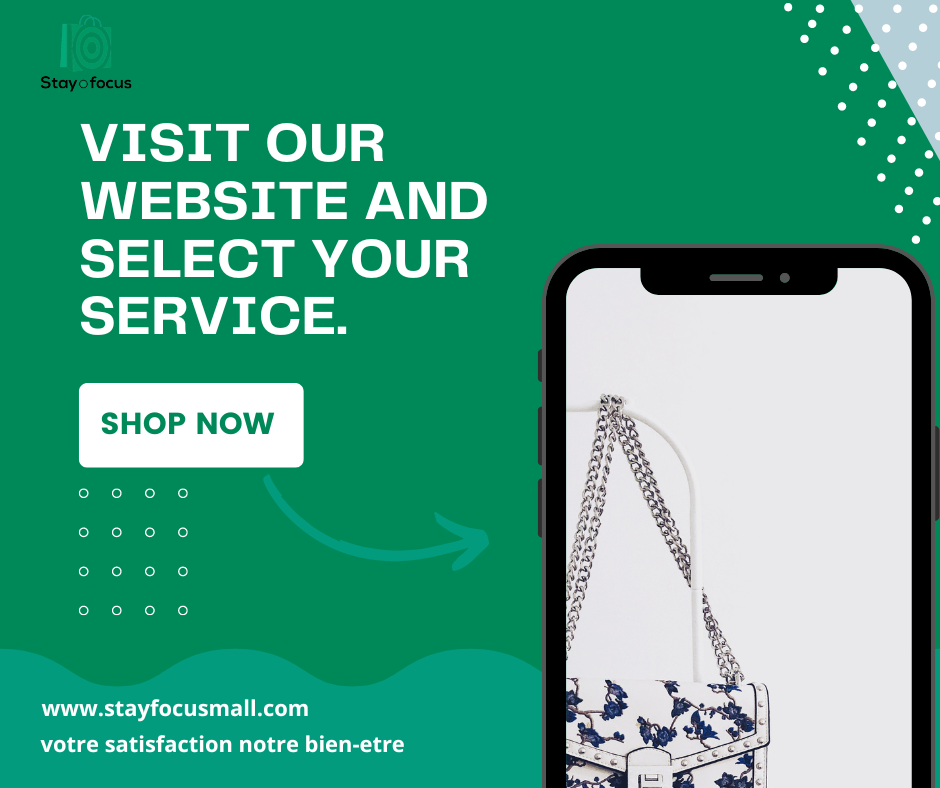 Stayofocus
VISIT OUR
WEBSITE AND
SELECT YOUR
SERVICE.
SHOP NOW
www.stayfocusmall.com
votre satisfaction notre bien-etre